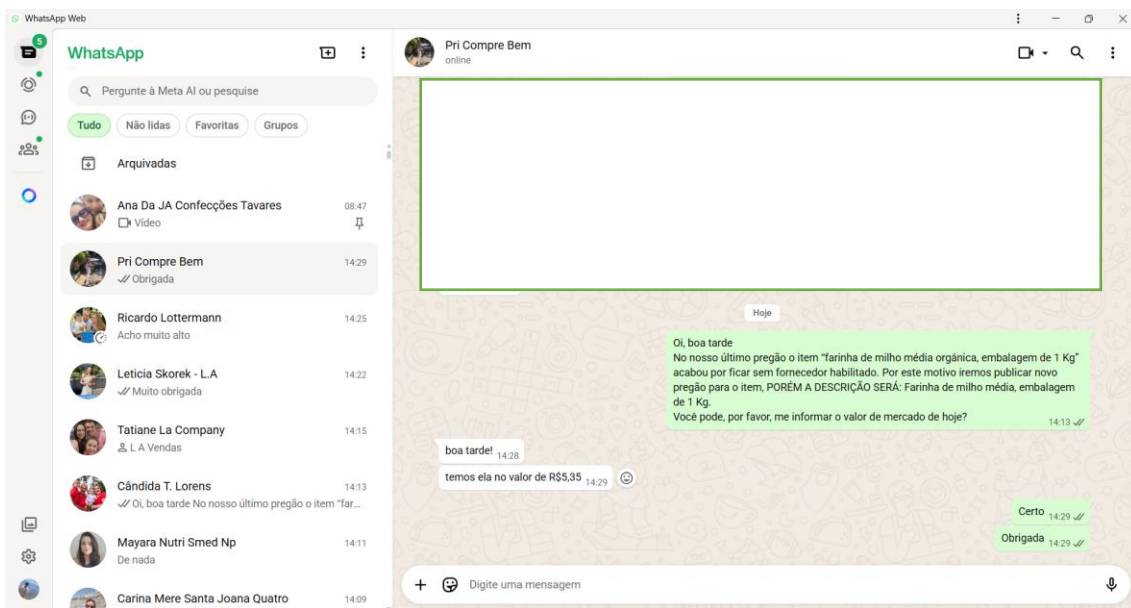 WhatsApp Web
5
WhatsApp
Pergunte à Meta AI ou pesquise
Tudo
Não lidas
Favoritas
Grupos
Arquivadas
Ana Da JA Confecções Tavares
08:47
Vídeo
Pri Compre Bem
14:29
Obrigada
Ricardo Lottermann
14:25
Acho muito alto
Leticia Skorek - L.A
14:22
Muito obrigada
Tatiane La Company
14:15
L A Vendas
Cândida T. Lorens
14:13
Oi, boa tarde No nosso último pregão o item "far...
Mayara Nutri Smed Np
14:11
De nada
Carina Mere Santa Joana Quatro
14:09
Pri Compre Bem
online
Hoje
Oi, boa tarde
No nosso último pregão o item "farinha de milho média orgânica, embalagem de 1 Kg"
acabou por ficar sem fornecedor habilitado. Por este motivo iremos publicar novo
pregão para o item, PORÉM A DESCRIÇÃO SERÁ: Farinha de milho média, embalagem
de 1 Kg.
Você pode, por favor, me informar o valor de mercado de hoje?
14:13
boa tarde! 14:28
temos ela no valor de R$5,35 14:29
Certo 14:29
Obrigada 14:29
Digite uma mensagem